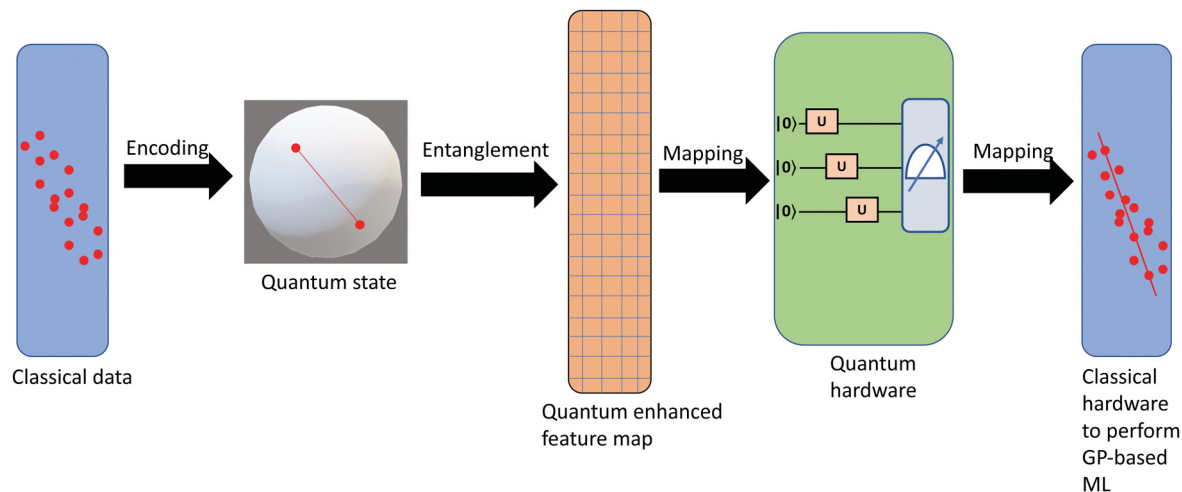 Encoding
Entanglement
Mapping
Mapping
|0⟩ U
|0⟩ U
|0⟩ U
Classical data
Quantum state
Quantum enhanced
feature map
Quantum
hardware
Classical
hardware
to perform
GP-based
ML